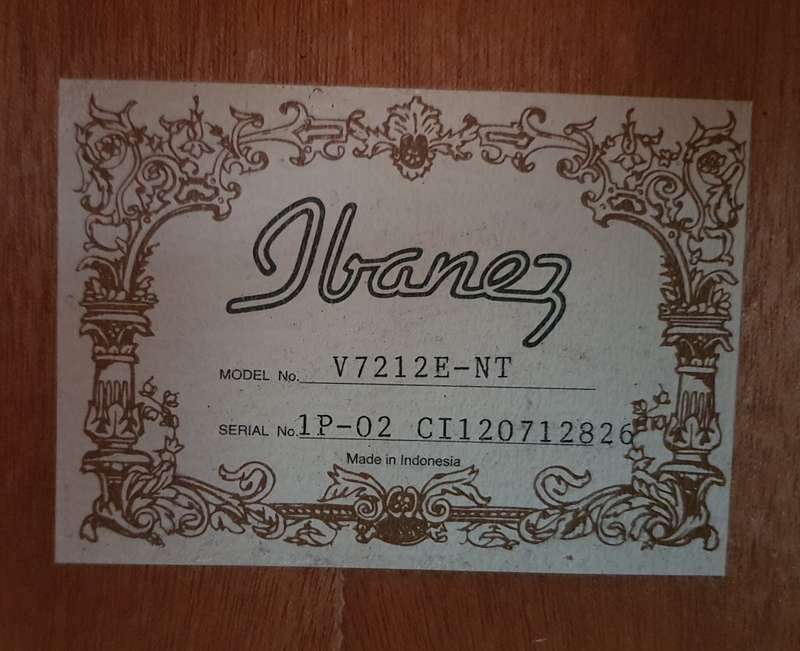 Ibanez
MODEL No. V7212E-NT
SERIAL No. 1P-02 CI120712826
Made in Indonesia